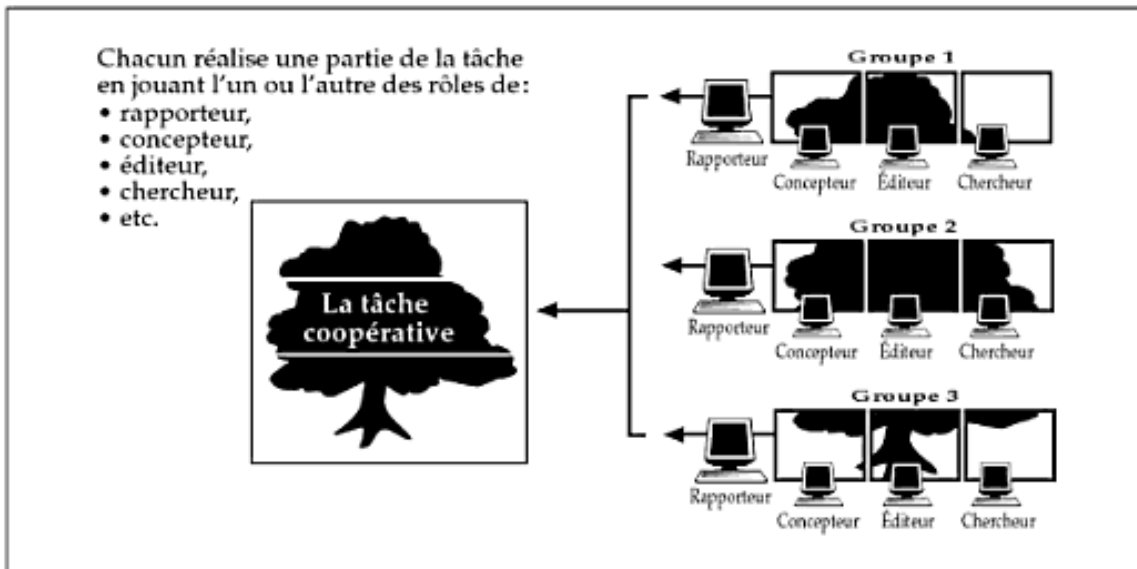 Chacun réalise une partie de la tâche
en jouant l'un ou l'autre des rôles de:
• rapporteur,
• concepteur,
• éditeur,
• chercheur,
• etc.
La tâche
coopérative
Groupe 1
Rapporteur
Concepteur Éditeur Chercheur
Groupe 2
Rapporteur
Concepteur Éditeur Chercheur
Groupe 3
Rapporteur
Concepteur Éditeur Chercheur